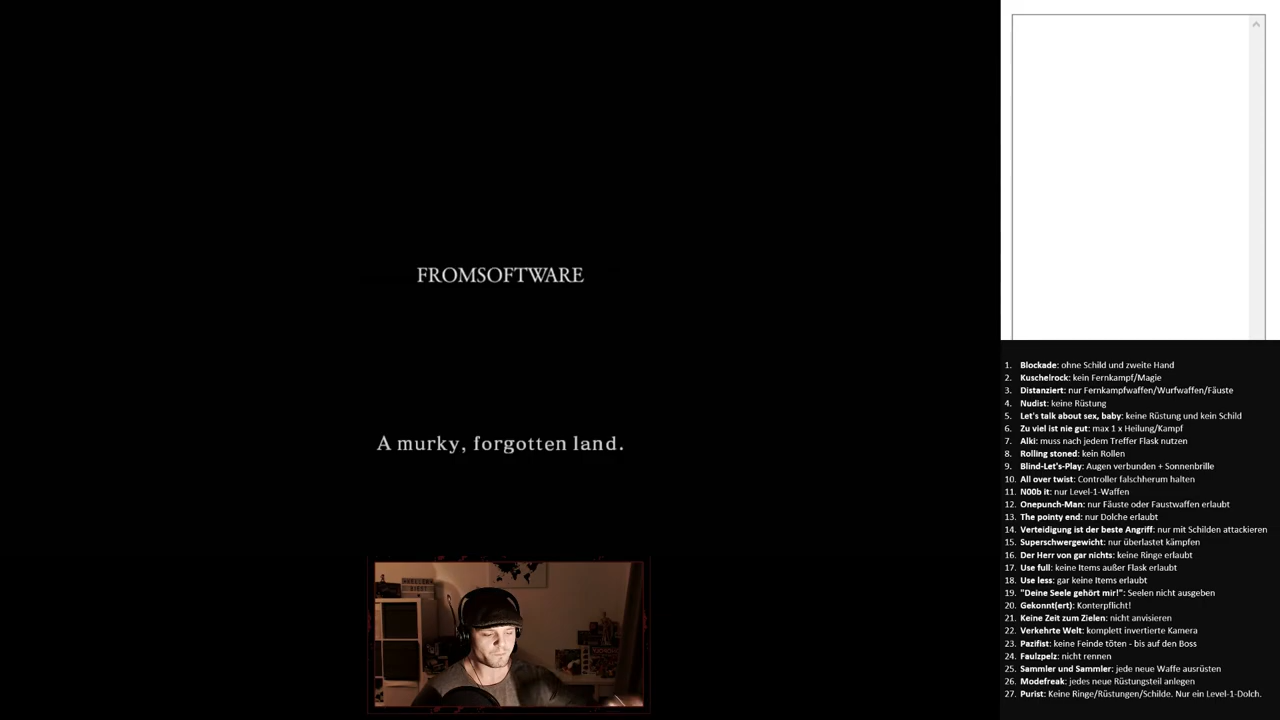 FROMSOFTWARE
A murky, forgotten land.
1. Blockade: ohne Schild und zweite Hand
2. Kuschelrock: kein Fernkampf/Magie
3. Distanziert: nur Fernkampfwaffen/Wurfwaffen/Fäuste
4. Nudist: keine Rüstung
5. Let's talk about sex, baby: keine Rüstung und kein Schild
6. Zu viel ist nie gut: max 1 x Heilung/Kampf
7. Alki: muss nach jedem Treffer Flask nutzen
8. Rolling stoned: kein Rollen
9. Blind-Let's-Play: Augen verbunden + Sonnenbrille
10. All over twist: Controller falschherum halten
11. N00b it: nur Level-1-Waffen
12. Onepunch-Man: nur Fäuste oder Faustwaffen erlaubt
13. The pointy end: nur Dolche erlaubt
14. Verteidigung ist der beste Angriff: nur mit Schilden attackieren
15. Superschwergewicht: nur überlastet kämpfen
16. Der Herr von gar nichts: keine Ringe erlaubt
17. Use full: keine Items außer Flask erlaubt
18. Use less: gar keine Items erlaubt
19. "Deine Seele gehört mir!": Seelen nicht ausgeben
20. Gekonnt(ert): Konterpflicht!
21. Keine Zeit zum Zielen: nicht anvisieren
22. Verkehrte Welt: komplett invertierte Kamera
23. Pazifist: keine Feinde töten - bis auf den Boss
24. Faulzpelz: nicht rennen
25. Sammler und Sammler: jede neue Waffe ausrüsten
26. Modefreak: jedes neue Rüstungsteil anlegen
27. Purist: Keine Ringe/Rüstungen/Schilde. Nur ein Level-1-Dolch.